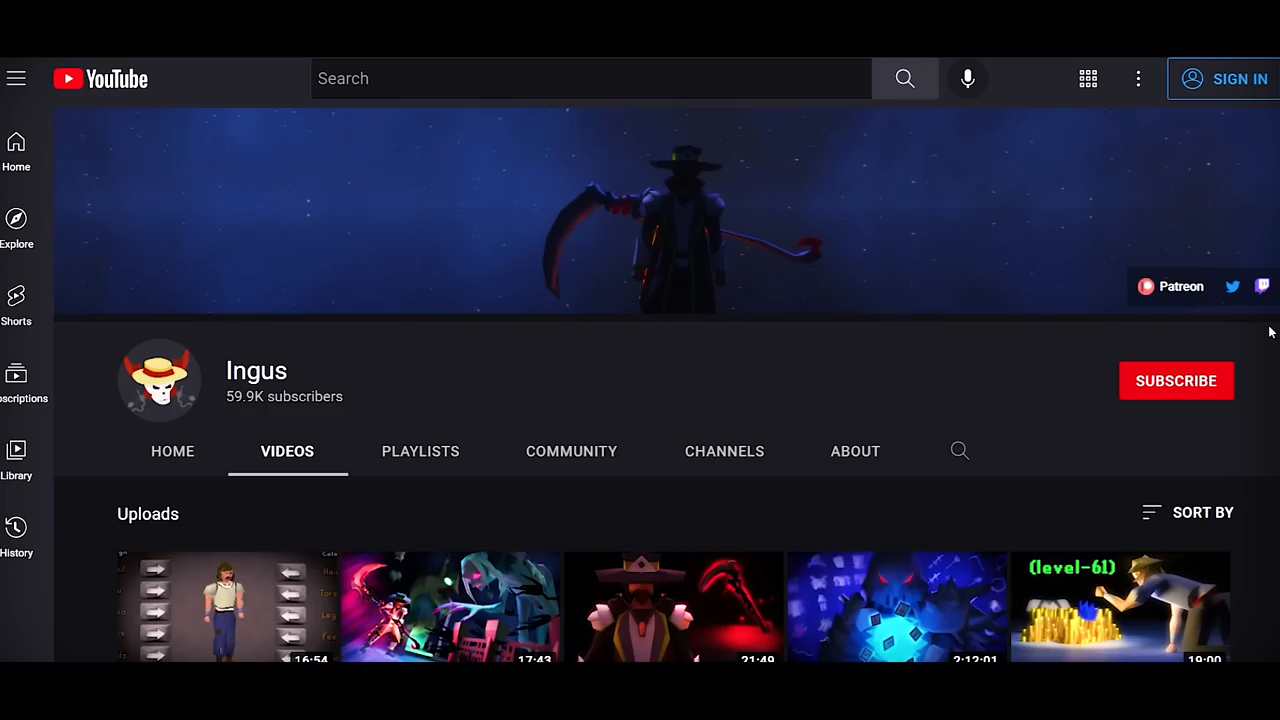 YouTube
Search
SIGN IN
Home
Explore
Shorts
bscriptions
Library
History
Patreon
Ingus
59.9K subscribers
SUBSCRIBE
HOME
VIDEOS
PLAYLISTS
COMMUNITY
CHANNELS
ABOUT
Uploads
SORT BY
(level-61)
16:54
17:43
21:49
2:12:01
19:00